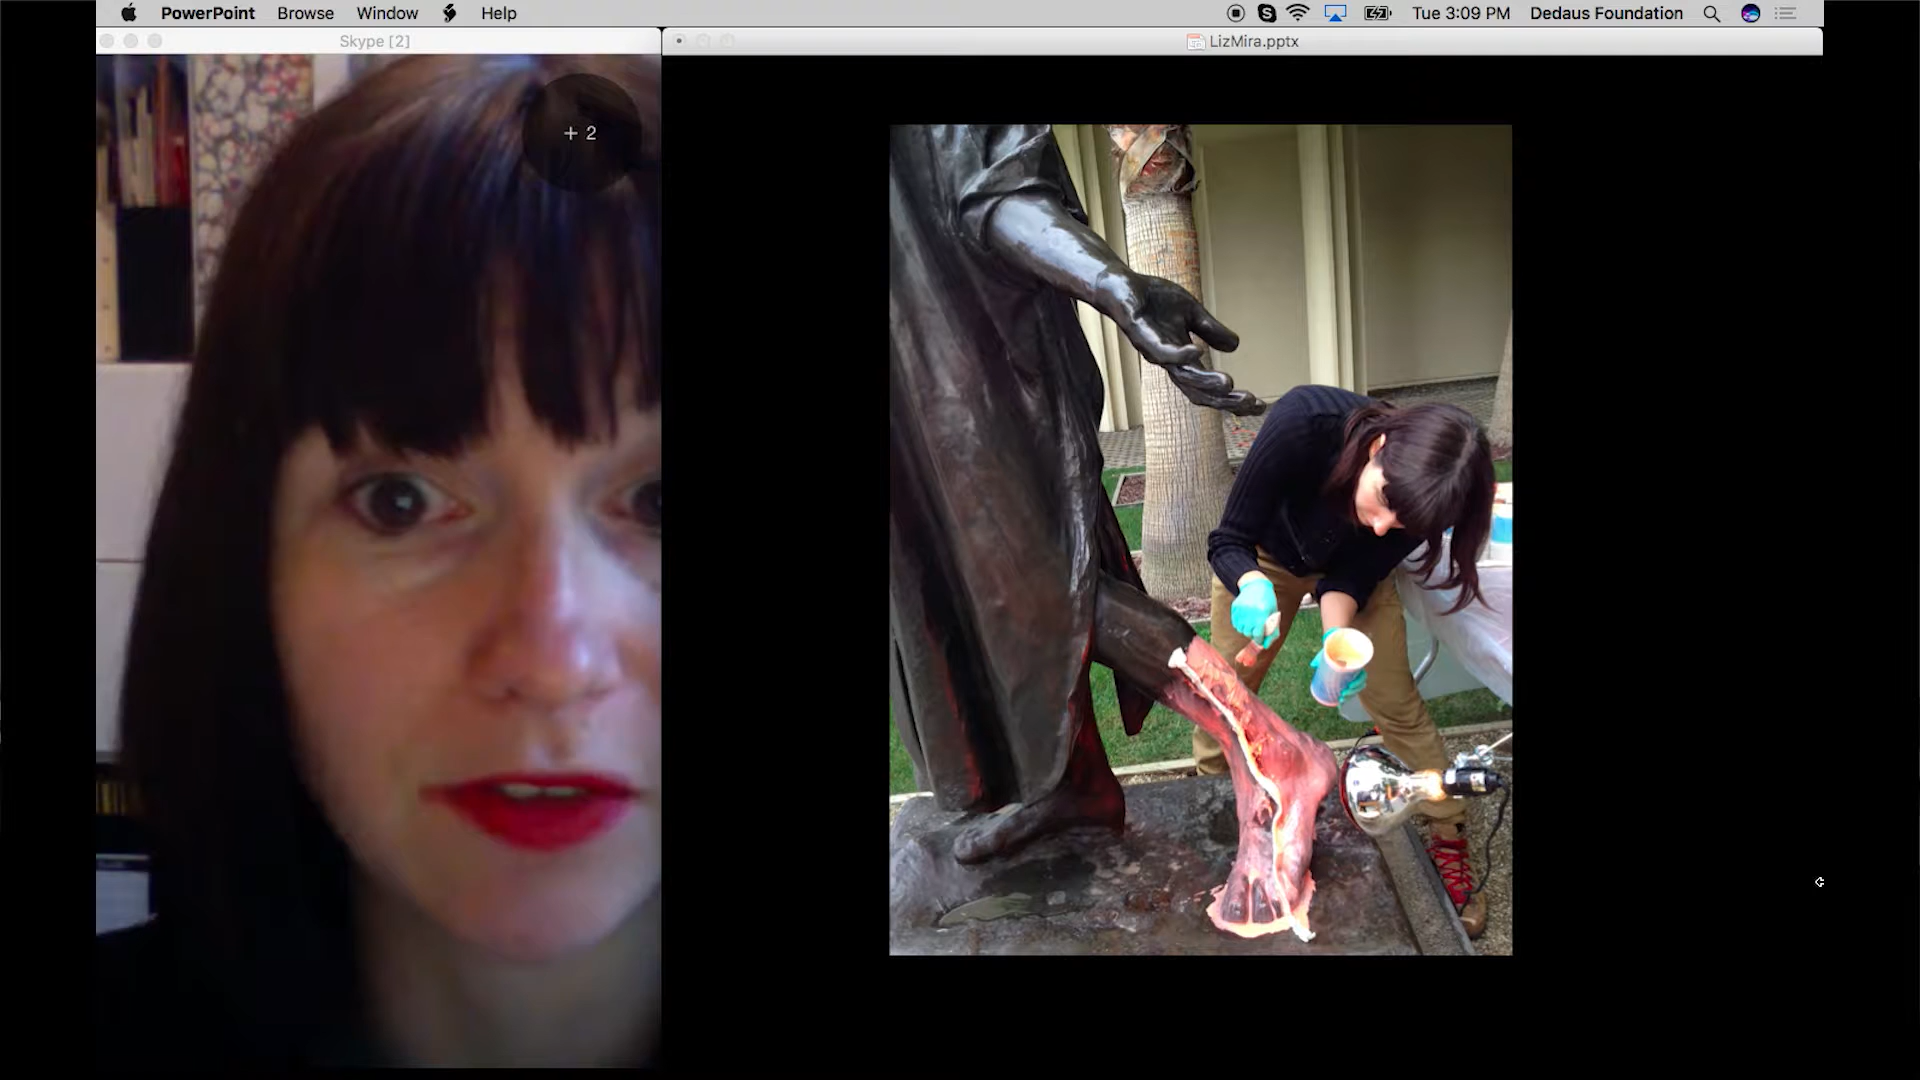 PowerPoint Browse Window Help Tue 3:09 PM Dedaus Foundation
Skype [2]
LizMira.pptx
+ 2